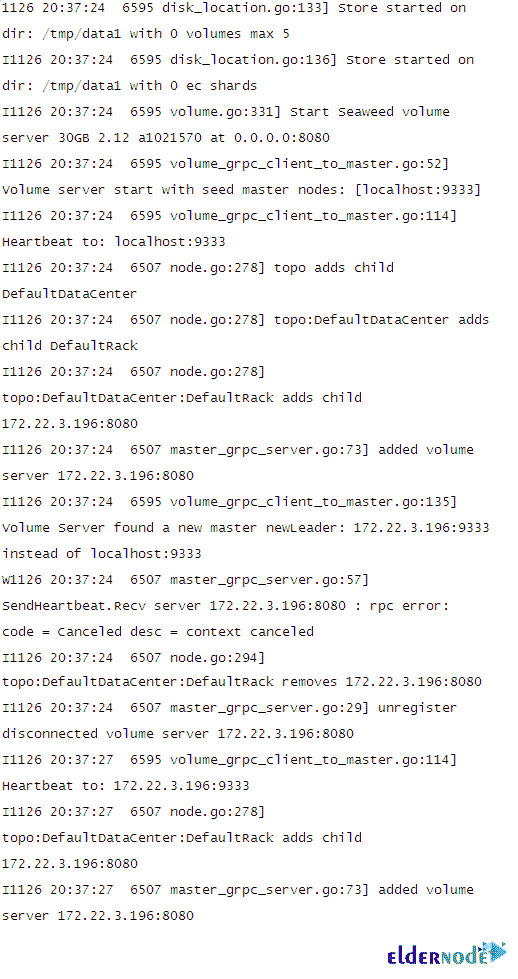 1126 20:37:24  6595 disk_location.go:133] Store started on
dir: /tmp/data1 with 0 volumes max 5
I1126 20:37:24  6595 disk_location.go:136] Store started on
dir: /tmp/data1 with 0 ec shards
I1126 20:37:24  6595 volume.go:331] Start Seaweed volume
server 30GB 2.12 a1021570 at 0.0.0.0:8080
I1126 20:37:24  6595 volume_grpc_client_to_master.go:52]
Volume server start with seed master nodes: [localhost:9333]
I1126 20:37:24  6595 volume_grpc_client_to_master.go:114]
Heartbeat to: localhost:9333
I1126 20:37:24  6507 node.go:278] topo adds child
DefaultDataCenter
I1126 20:37:24  6507 node.go:278] topo:DefaultDataCenter adds
child DefaultRack
I1126 20:37:24  6507 node.go:278]
topo:DefaultDataCenter:DefaultRack adds child
172.22.3.196:8080
I1126 20:37:24  6507 master_grpc_server.go:73] added volume
server 172.22.3.196:8080
I1126 20:37:24  6595 volume_grpc_client_to_master.go:135]
Volume Server found a new master newLeader: 172.22.3.196:9333
instead of localhost:9333
W1126 20:37:24  6507 master_grpc_server.go:57]
SendHeartbeat.Recv server 172.22.3.196:8080 : rpc error:
code = Canceled desc = context canceled
I1126 20:37:24  6507 node.go:294]
topo:DefaultDataCenter:DefaultRack removes 172.22.3.196:8080
I1126 20:37:24  6507 master_grpc_server.go:29] unregister
disconnected volume server 172.22.3.196:8080
I1126 20:37:27  6595 volume_grpc_client_to_master.go:114]
Heartbeat to: 172.22.3.196:9333
I1126 20:37:27  6507 node.go:278]
topo:DefaultDataCenter:DefaultRack adds child
172.22.3.196:8080
I1126 20:37:27  6507 master_grpc_server.go:73] added volume
server 172.22.3.196:8080
elderNode